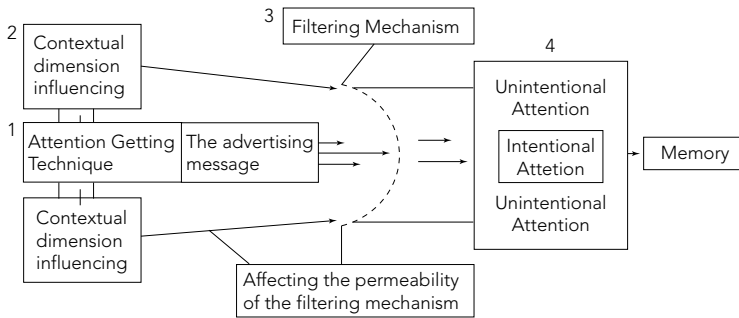 3
Filtering Mechanism
2
Contextual
dimension
influencing
4
Unintentional
Attention
1
Attention Getting
Technique
The advertising
message
Intentional
Attetion
Memory
Unintentional
Attention
Contextual
dimension
influencing
Affecting the permeability
of the filtering mechanism